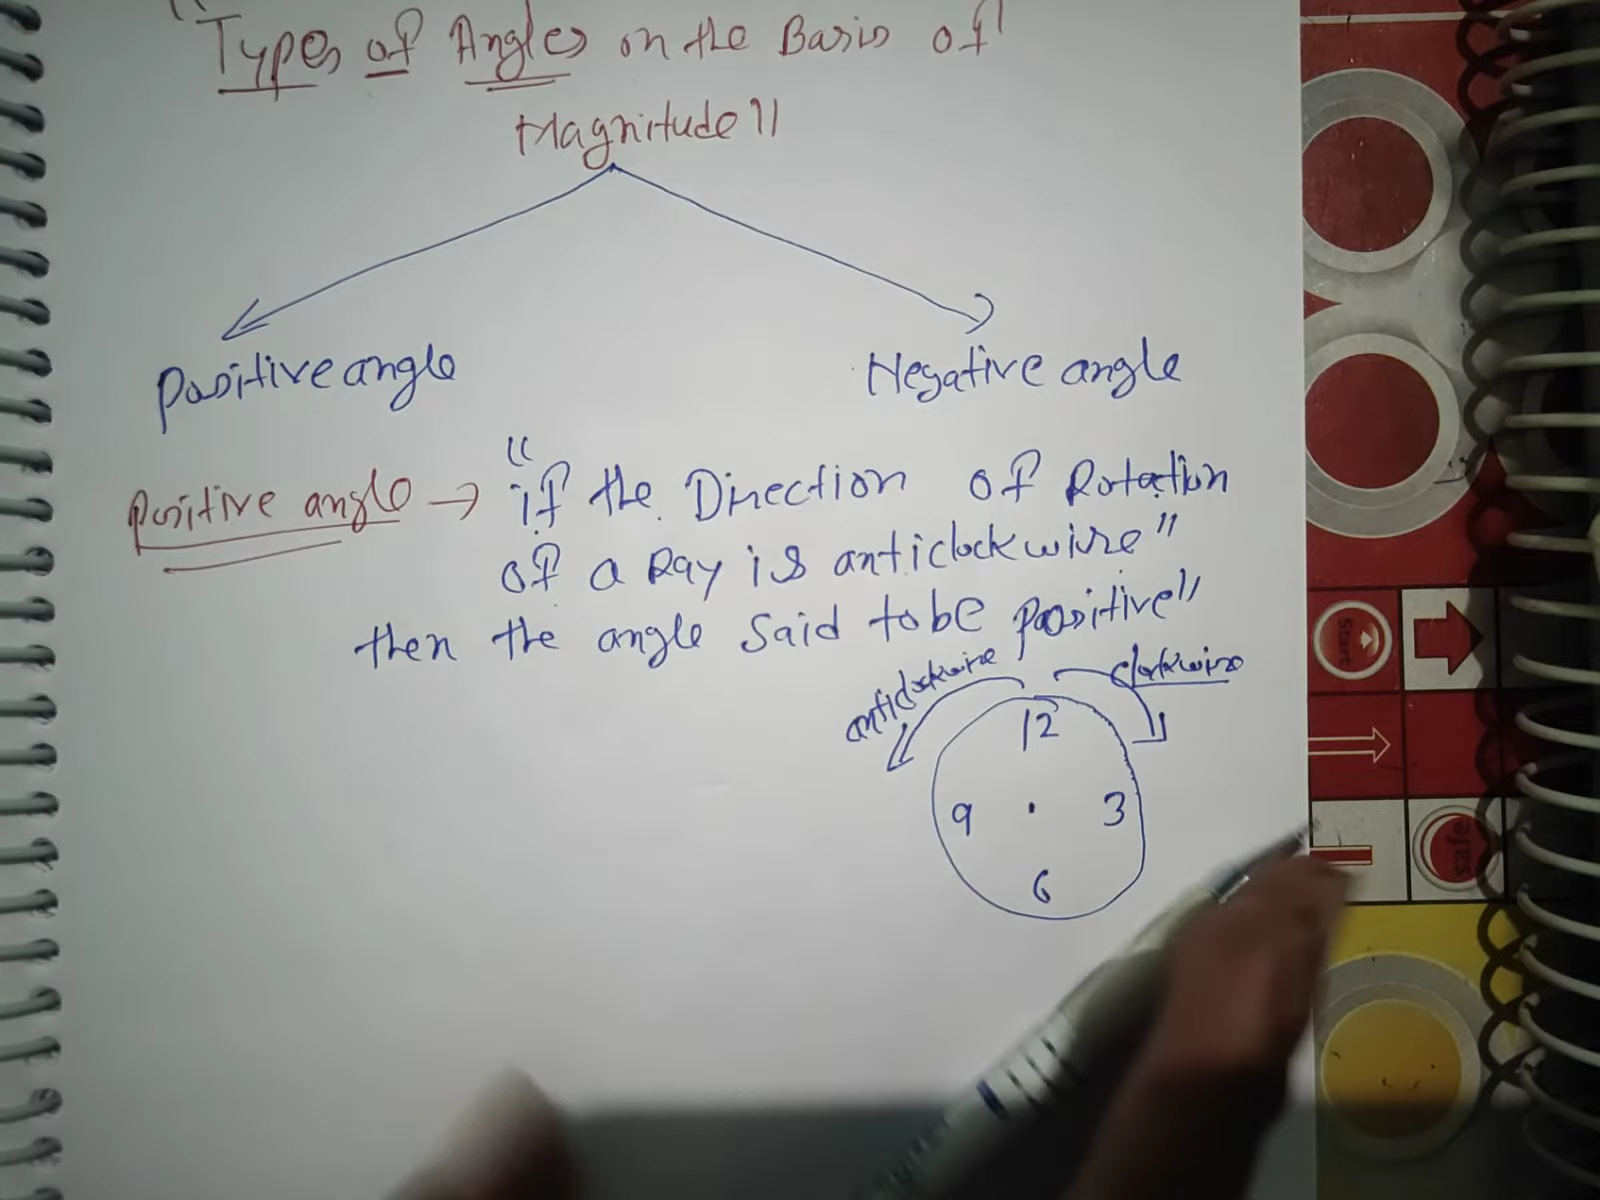 "Types of Angles on the Basis of
Magnitude"
Positive angle
Negative angle
Positive angle → "if the Direction of Rotation
of a Ray is anticlockwise"
then the angle said to be positive"
anticlockwise
clockwise
12
9
3
6
Start